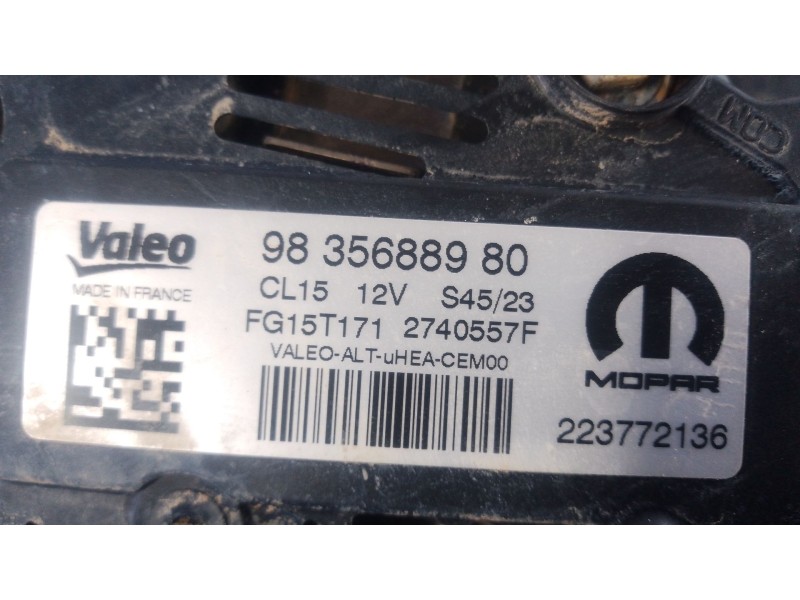 COM
Valeo
MADE IN FRANCE
98 356889 80
CL15 12V S45/23
FG15T171 2740557F
VALEO-ALT-uHEA-CEM00
MOPAR
223772136